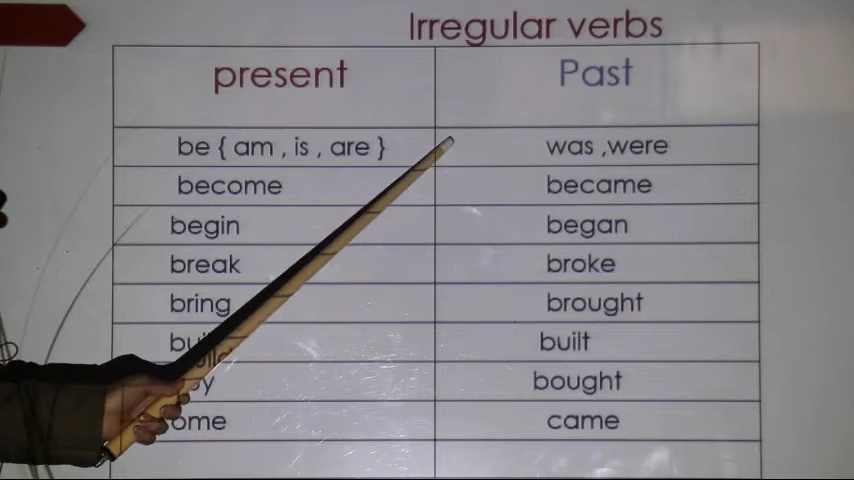 Irregular verbs
present Past
be { am , is , are } was ,were
become became
begin began
break broke
bring brought
built
bought
came